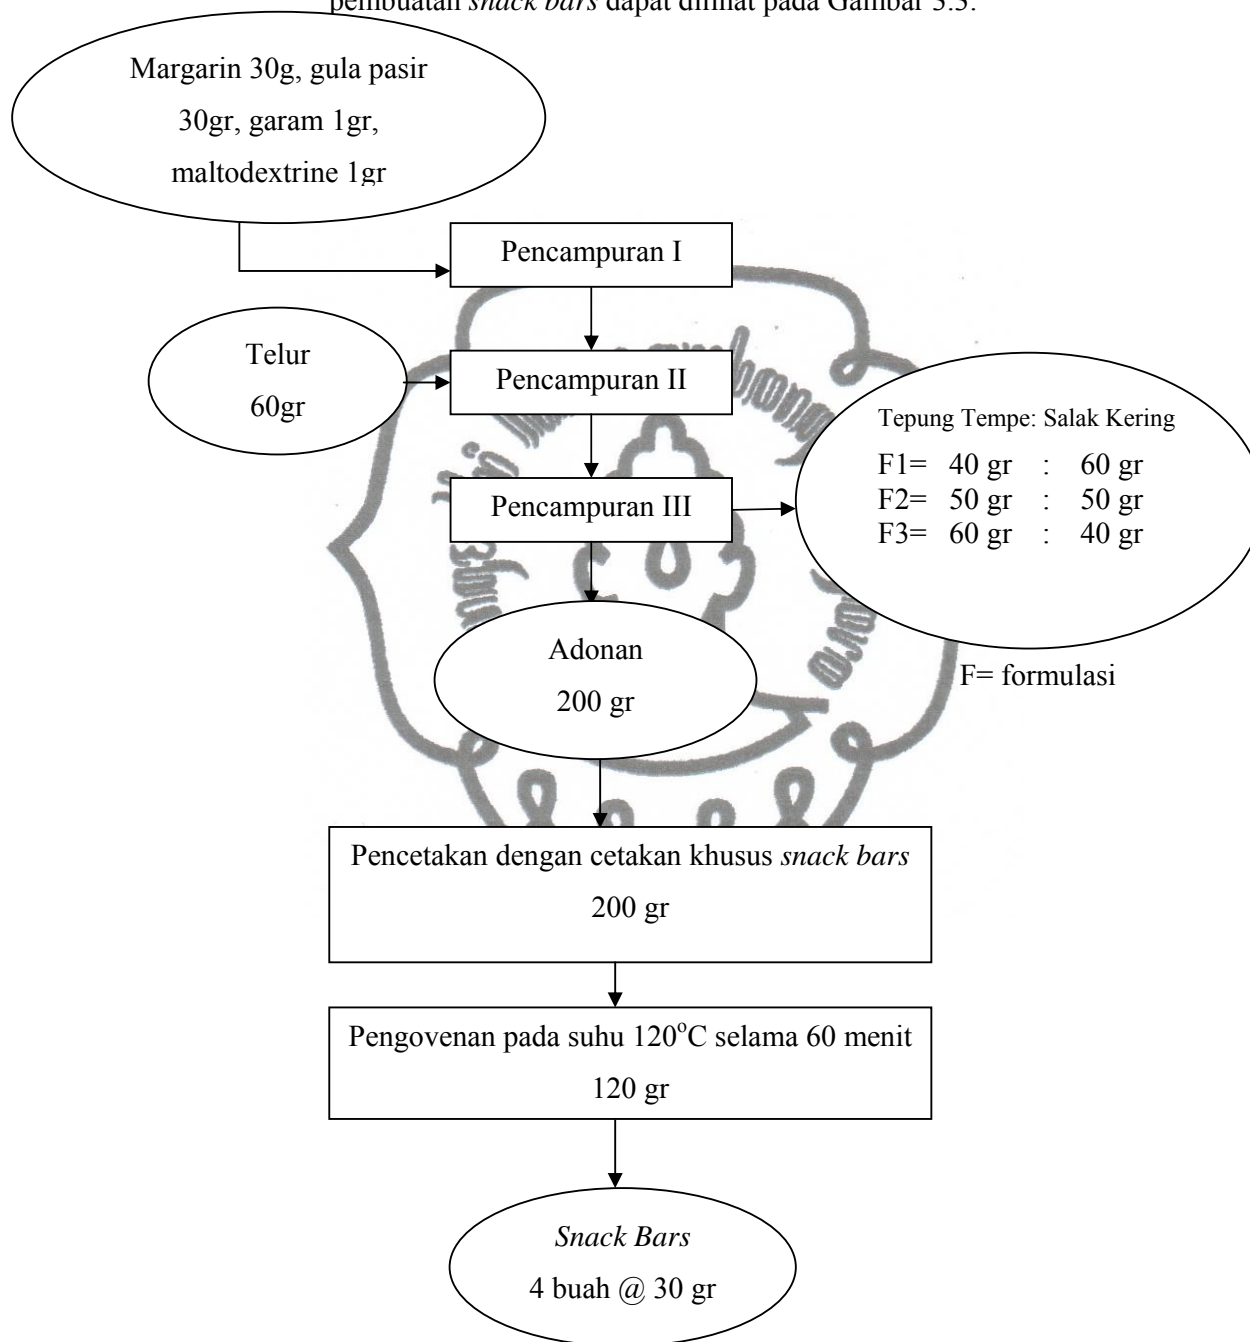 pembuatan snack bars dapat dilihat pada Gambar 3.3.
Margarin 30g, gula pasir
30gr, garam 1gr,
maltodextrine 1gr
Pencampuran I
Telur
60gr
Pencampuran II
Tepung Tempe: Salak Kering
F1= 40 gr : 60 gr
F2= 50 gr : 50 gr
F3= 60 gr : 40 gr
Pencampuran III
Adonan
200 gr
F= formulasi
Pencetakan dengan cetakan khusus snack bars
200 gr
Pengovenan pada suhu 120°C selama 60 menit
120 gr
Snack Bars
4 buah @ 30 gr